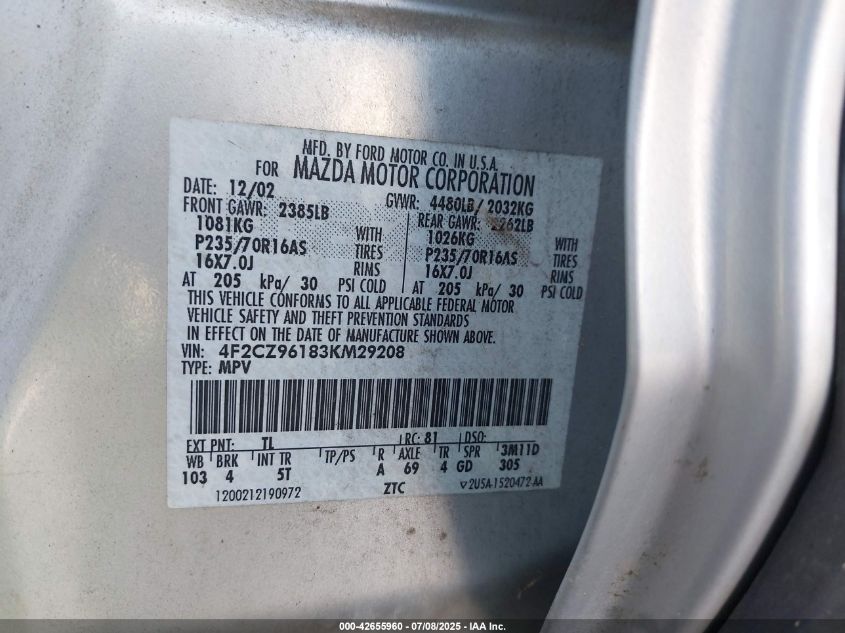 MFD. BY FORD MOTOR CO. IN U.S.A.
FOR MAZDA MOTOR CORPORATION
DATE: 12/02 GVWR: 4480LB/ 2032KG
FRONT GAWR: 2385LB REAR GAWR: 2262LB
1081KG WITH 1026KG WITH
P235/70R16AS TIRES P235/70R16AS TIRES
16X7.0J RIMS 16X7.0J RIMS
AT 205 kPa/ 30 PSI COLD AT 205 kPa/ 30 PSI COLD
THIS VEHICLE CONFORMS TO ALL APPLICABLE FEDERAL MOTOR
VEHICLE SAFETY AND THEFT PREVENTION STANDARDS
IN EFFECT ON THE DATE OF MANUFACTURE SHOWN ABOVE.
VIN: 4F2CZ96183KM29208
TYPE: MPV
EXT PNT: TL RC: 81 DSO:
WB BRK INT TR TP/PS R AXLE TR SPR 3M11D
103 4 5T A 69 4 GD 305
1200212190972 ZTC 2U5A-1520472-AA
000-42655960 - 07/08/2025 - IAA Inc.